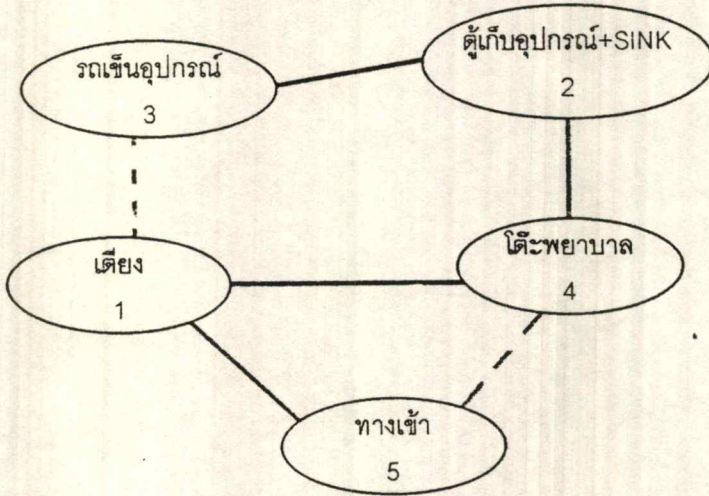 รถเข็นอุปกรณ์
3
ตู้เก็บอุปกรณ์+SINK
2
เตียง
1
โต๊ะพยาบาล
4
ทางเข้า
5